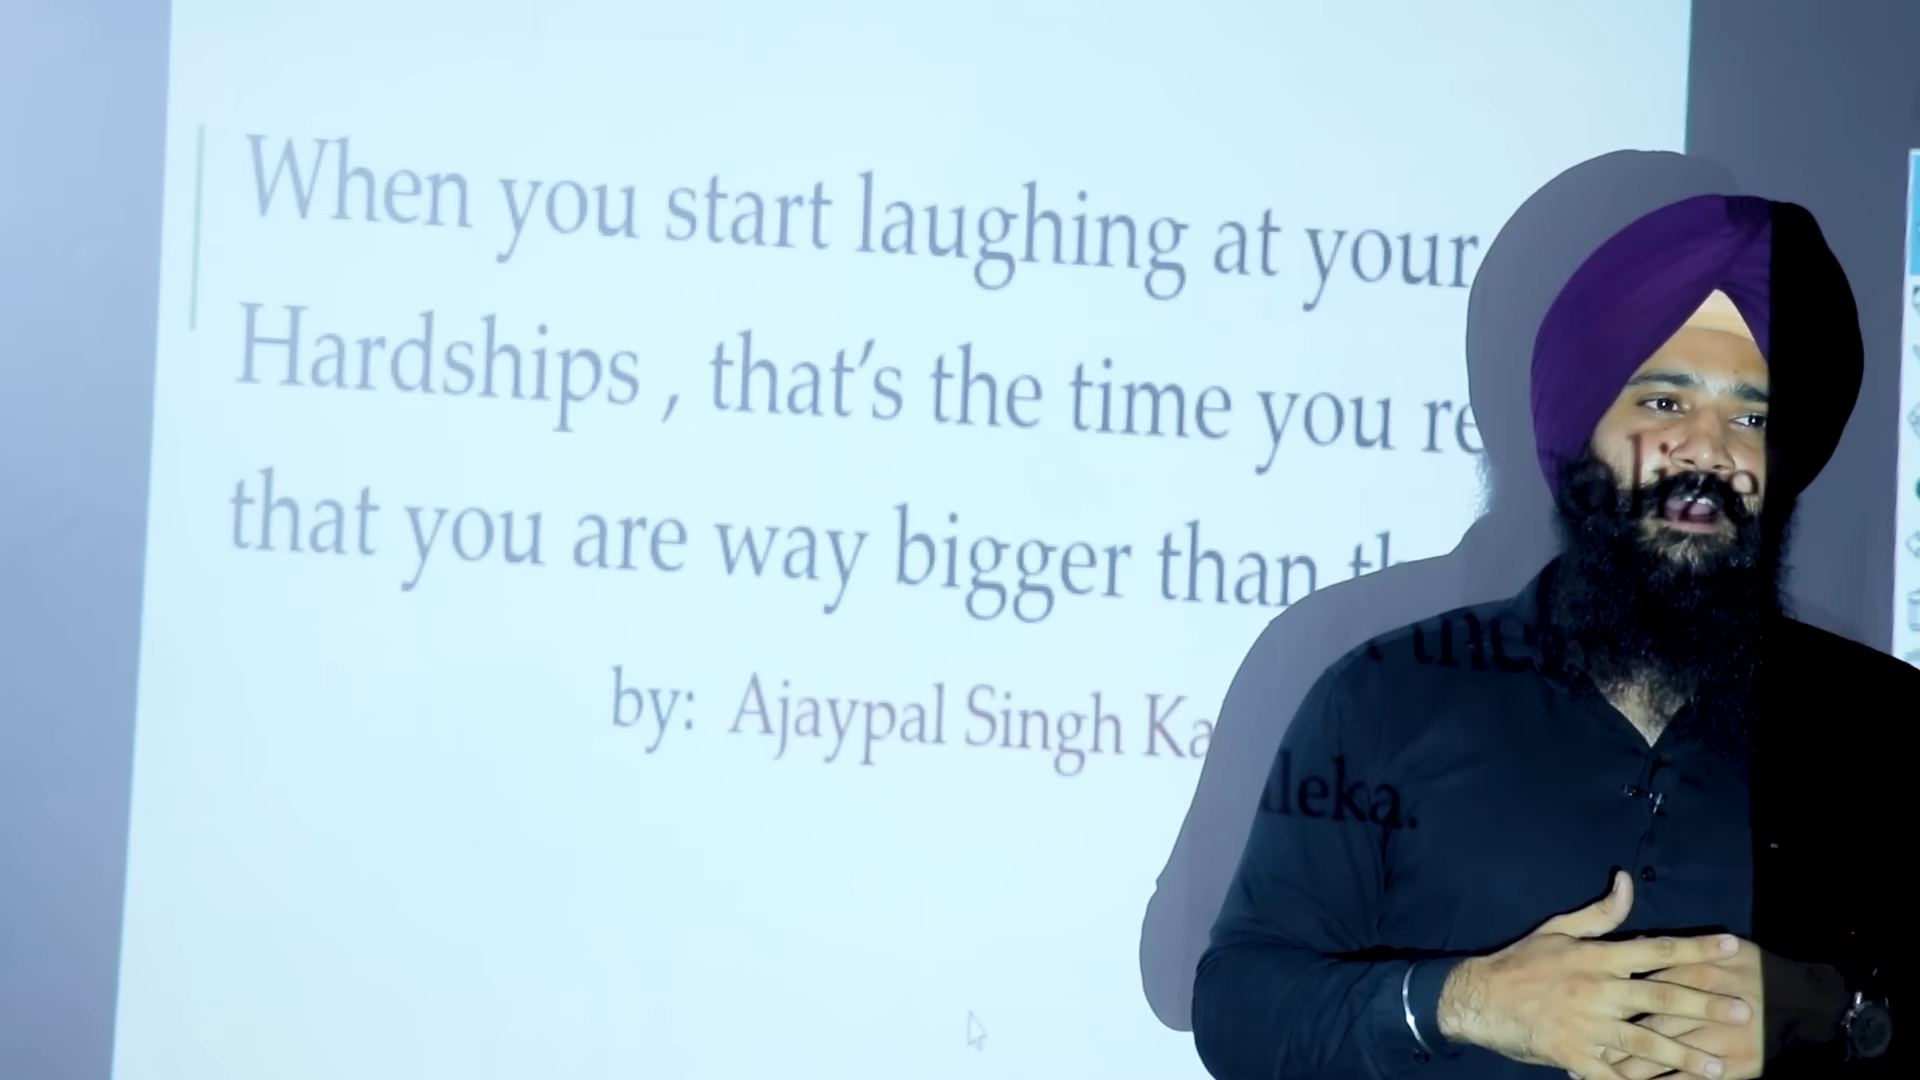 When you start laughing at your
Hardships , that's the time you re
that you are way bigger than
by: Ajaypal Singh Ka leka.